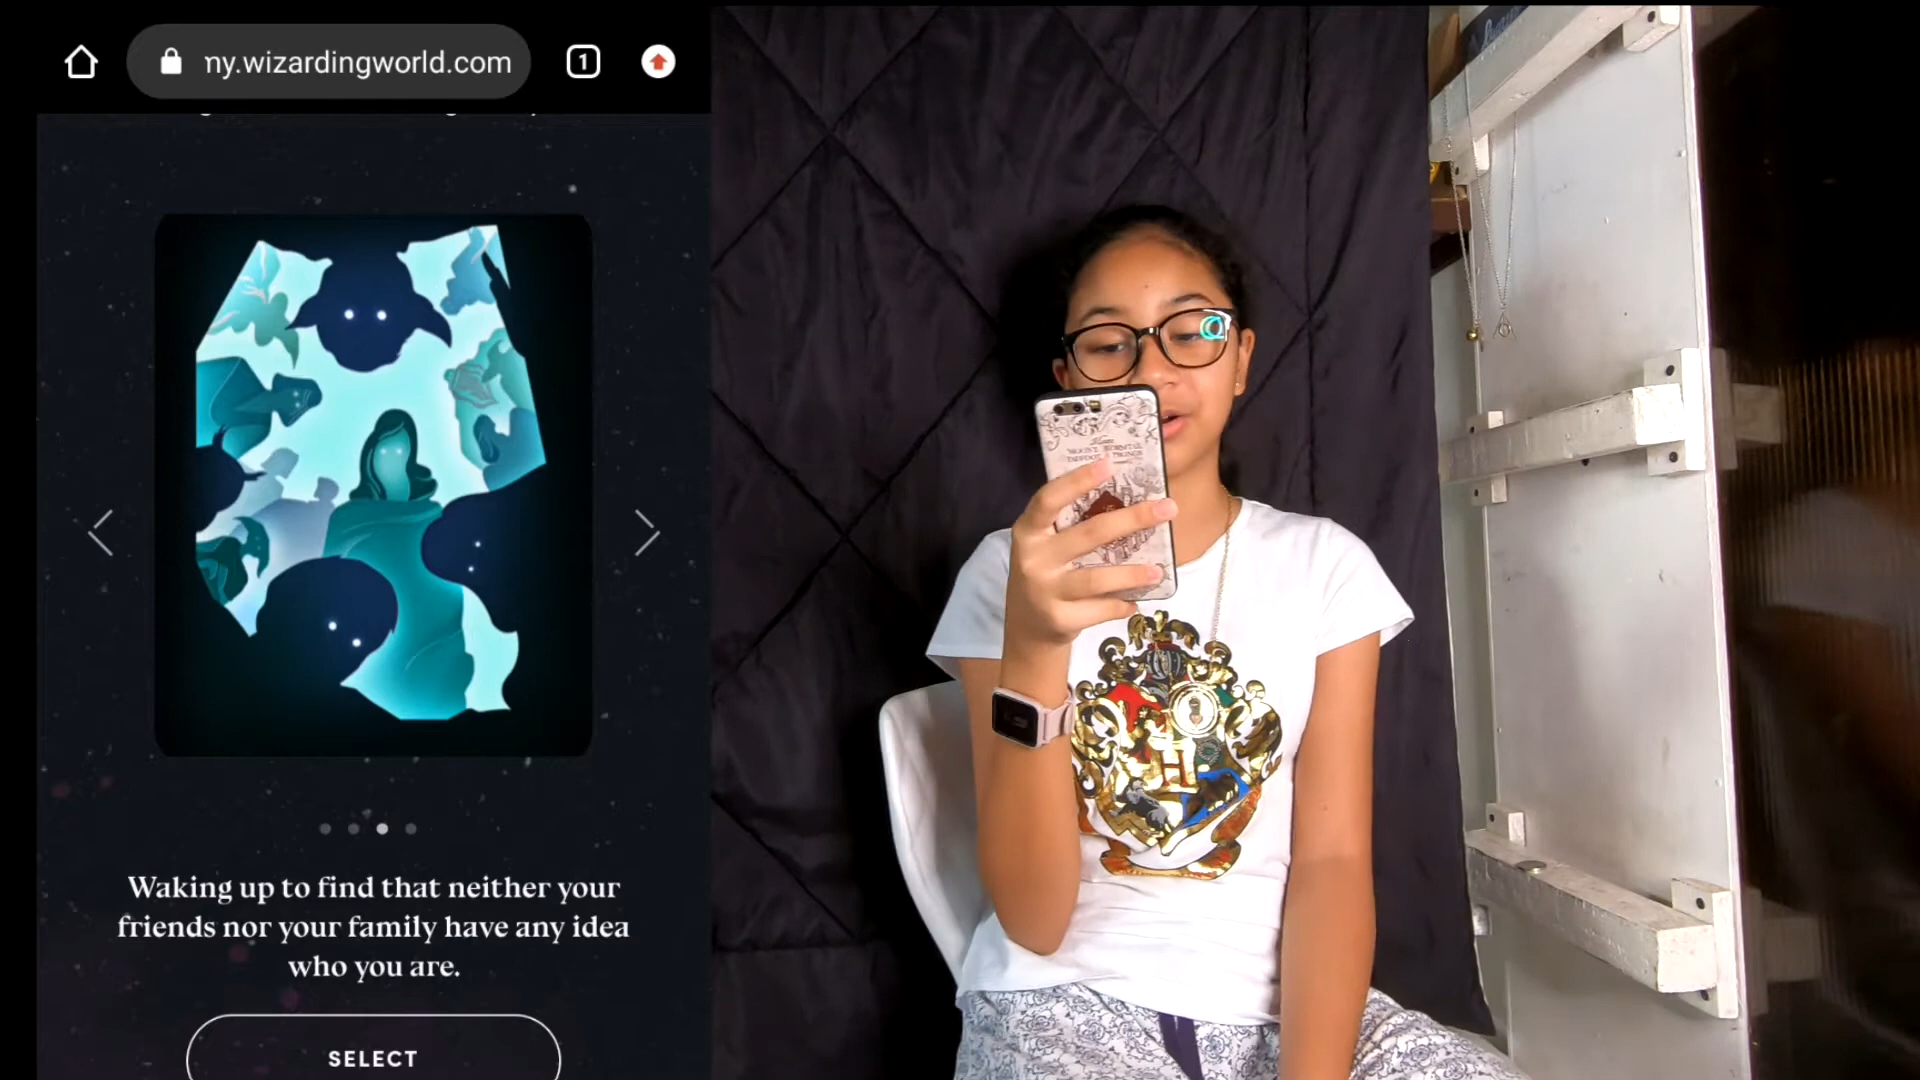 1
ny.wizardingworld.com
Waking up to find that neither your
friends nor your family have any idea
who you are.
SELECT
H